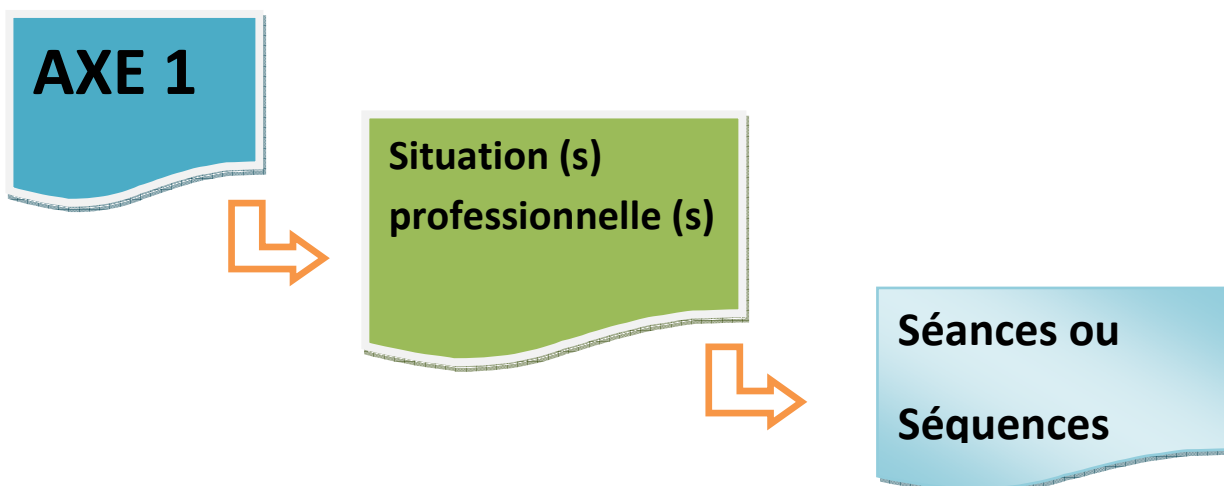 AXE 1
Situation (s)
professionnelle (s)
Séances ou
Séquences